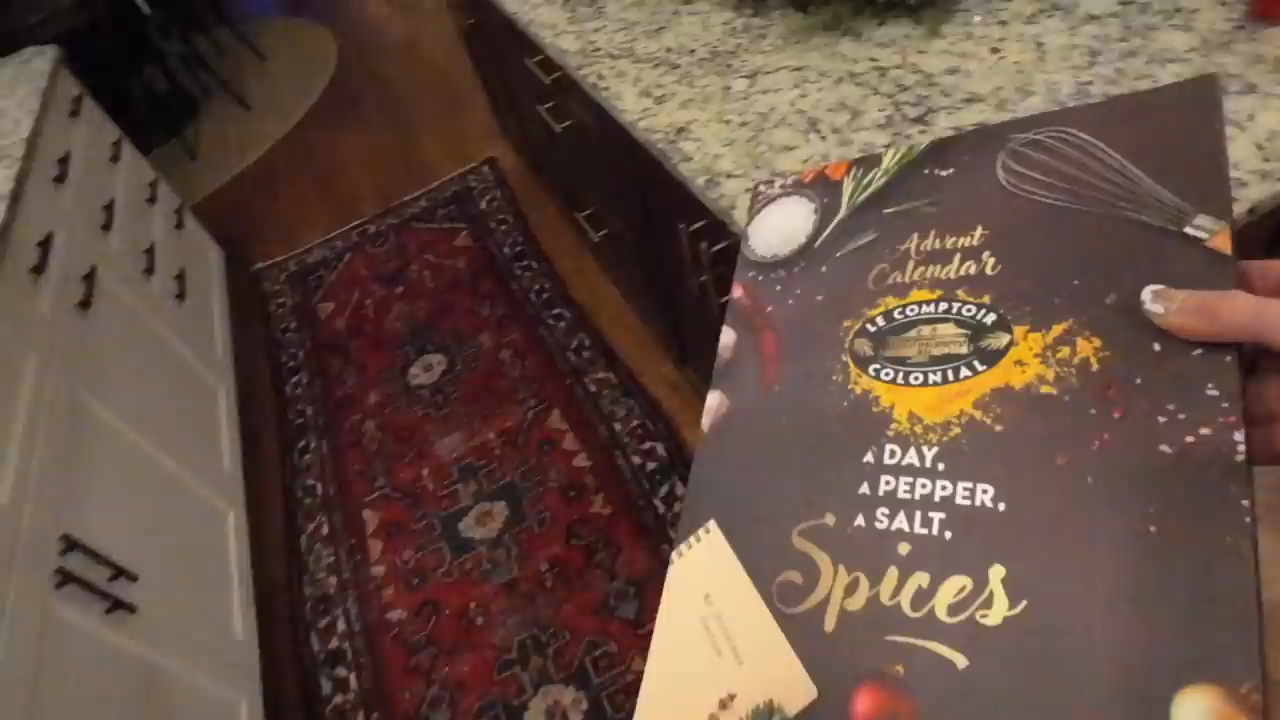 Advent
Calendar
LE COMPTOIR
COLONIAL
A DAY,
A PEPPER,
A SALT,
Spices